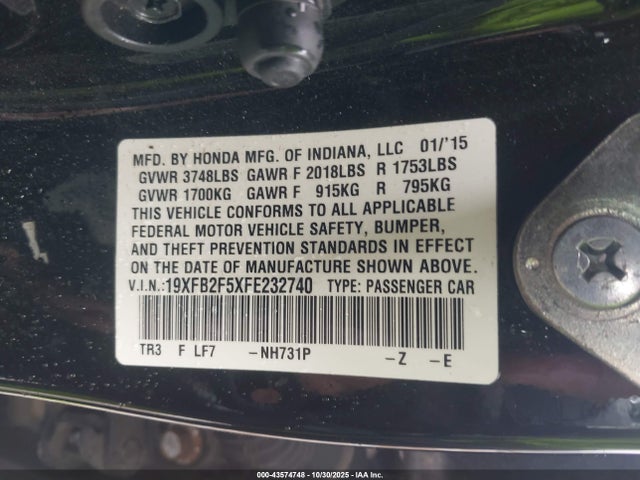 MFD. BY HONDA MFG. OF INDIANA, LLC 01/'15
GVWR 3748LBS GAWR F 2018LBS R 1753LBS
GVWR 1700KG GAWR F 915KG R 795KG
THIS VEHICLE CONFORMS TO ALL APPLICABLE
FEDERAL MOTOR VEHICLE SAFETY, BUMPER,
AND THEFT PREVENTION STANDARDS IN EFFECT
ON THE DATE OF MANUFACTURE SHOWN ABOVE.
V.I.N.:19XFB2F5XFE232740 TYPE: PASSENGER CAR
TR3 F LF7 -NH731P -Z -E
000-43574748 - 10/30/2025 - IAA Inc.